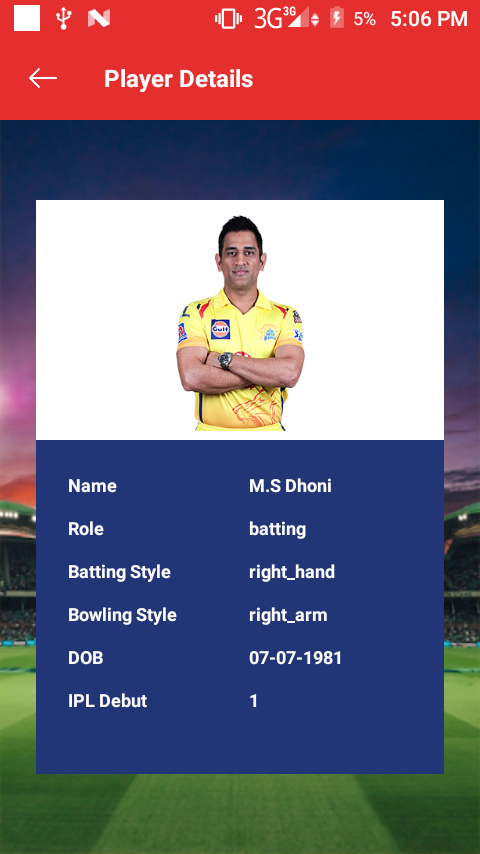 3G 3G 5% 5:06 PM
Player Details
Gulf
Name M.S Dhoni
Role batting
Batting Style right_hand
Bowling Style right_arm
DOB 07-07-1981
IPL Debut 1